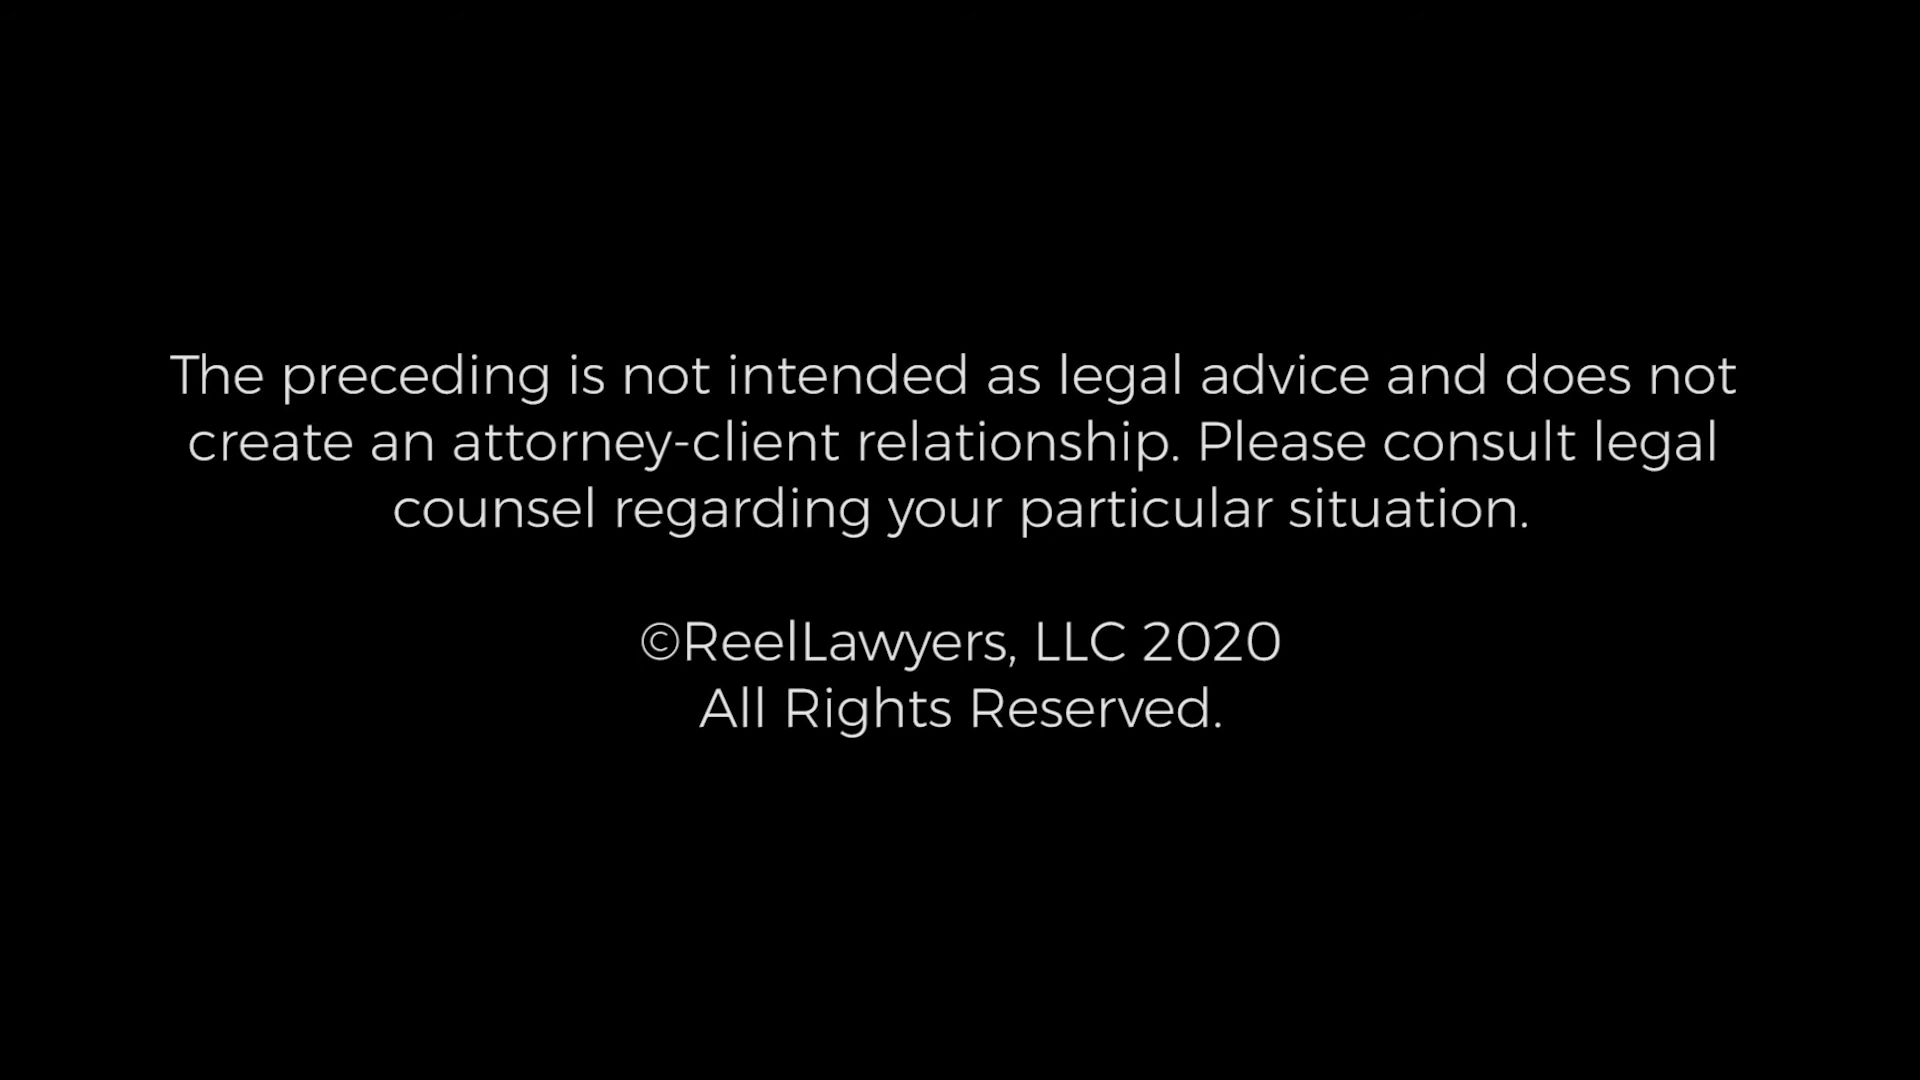 The preceding is not intended as legal advice and does not
create an attorney-client relationship. Please consult legal
counsel regarding your particular situation.
©ReelLawyers, LLC 2020
All Rights Reserved.